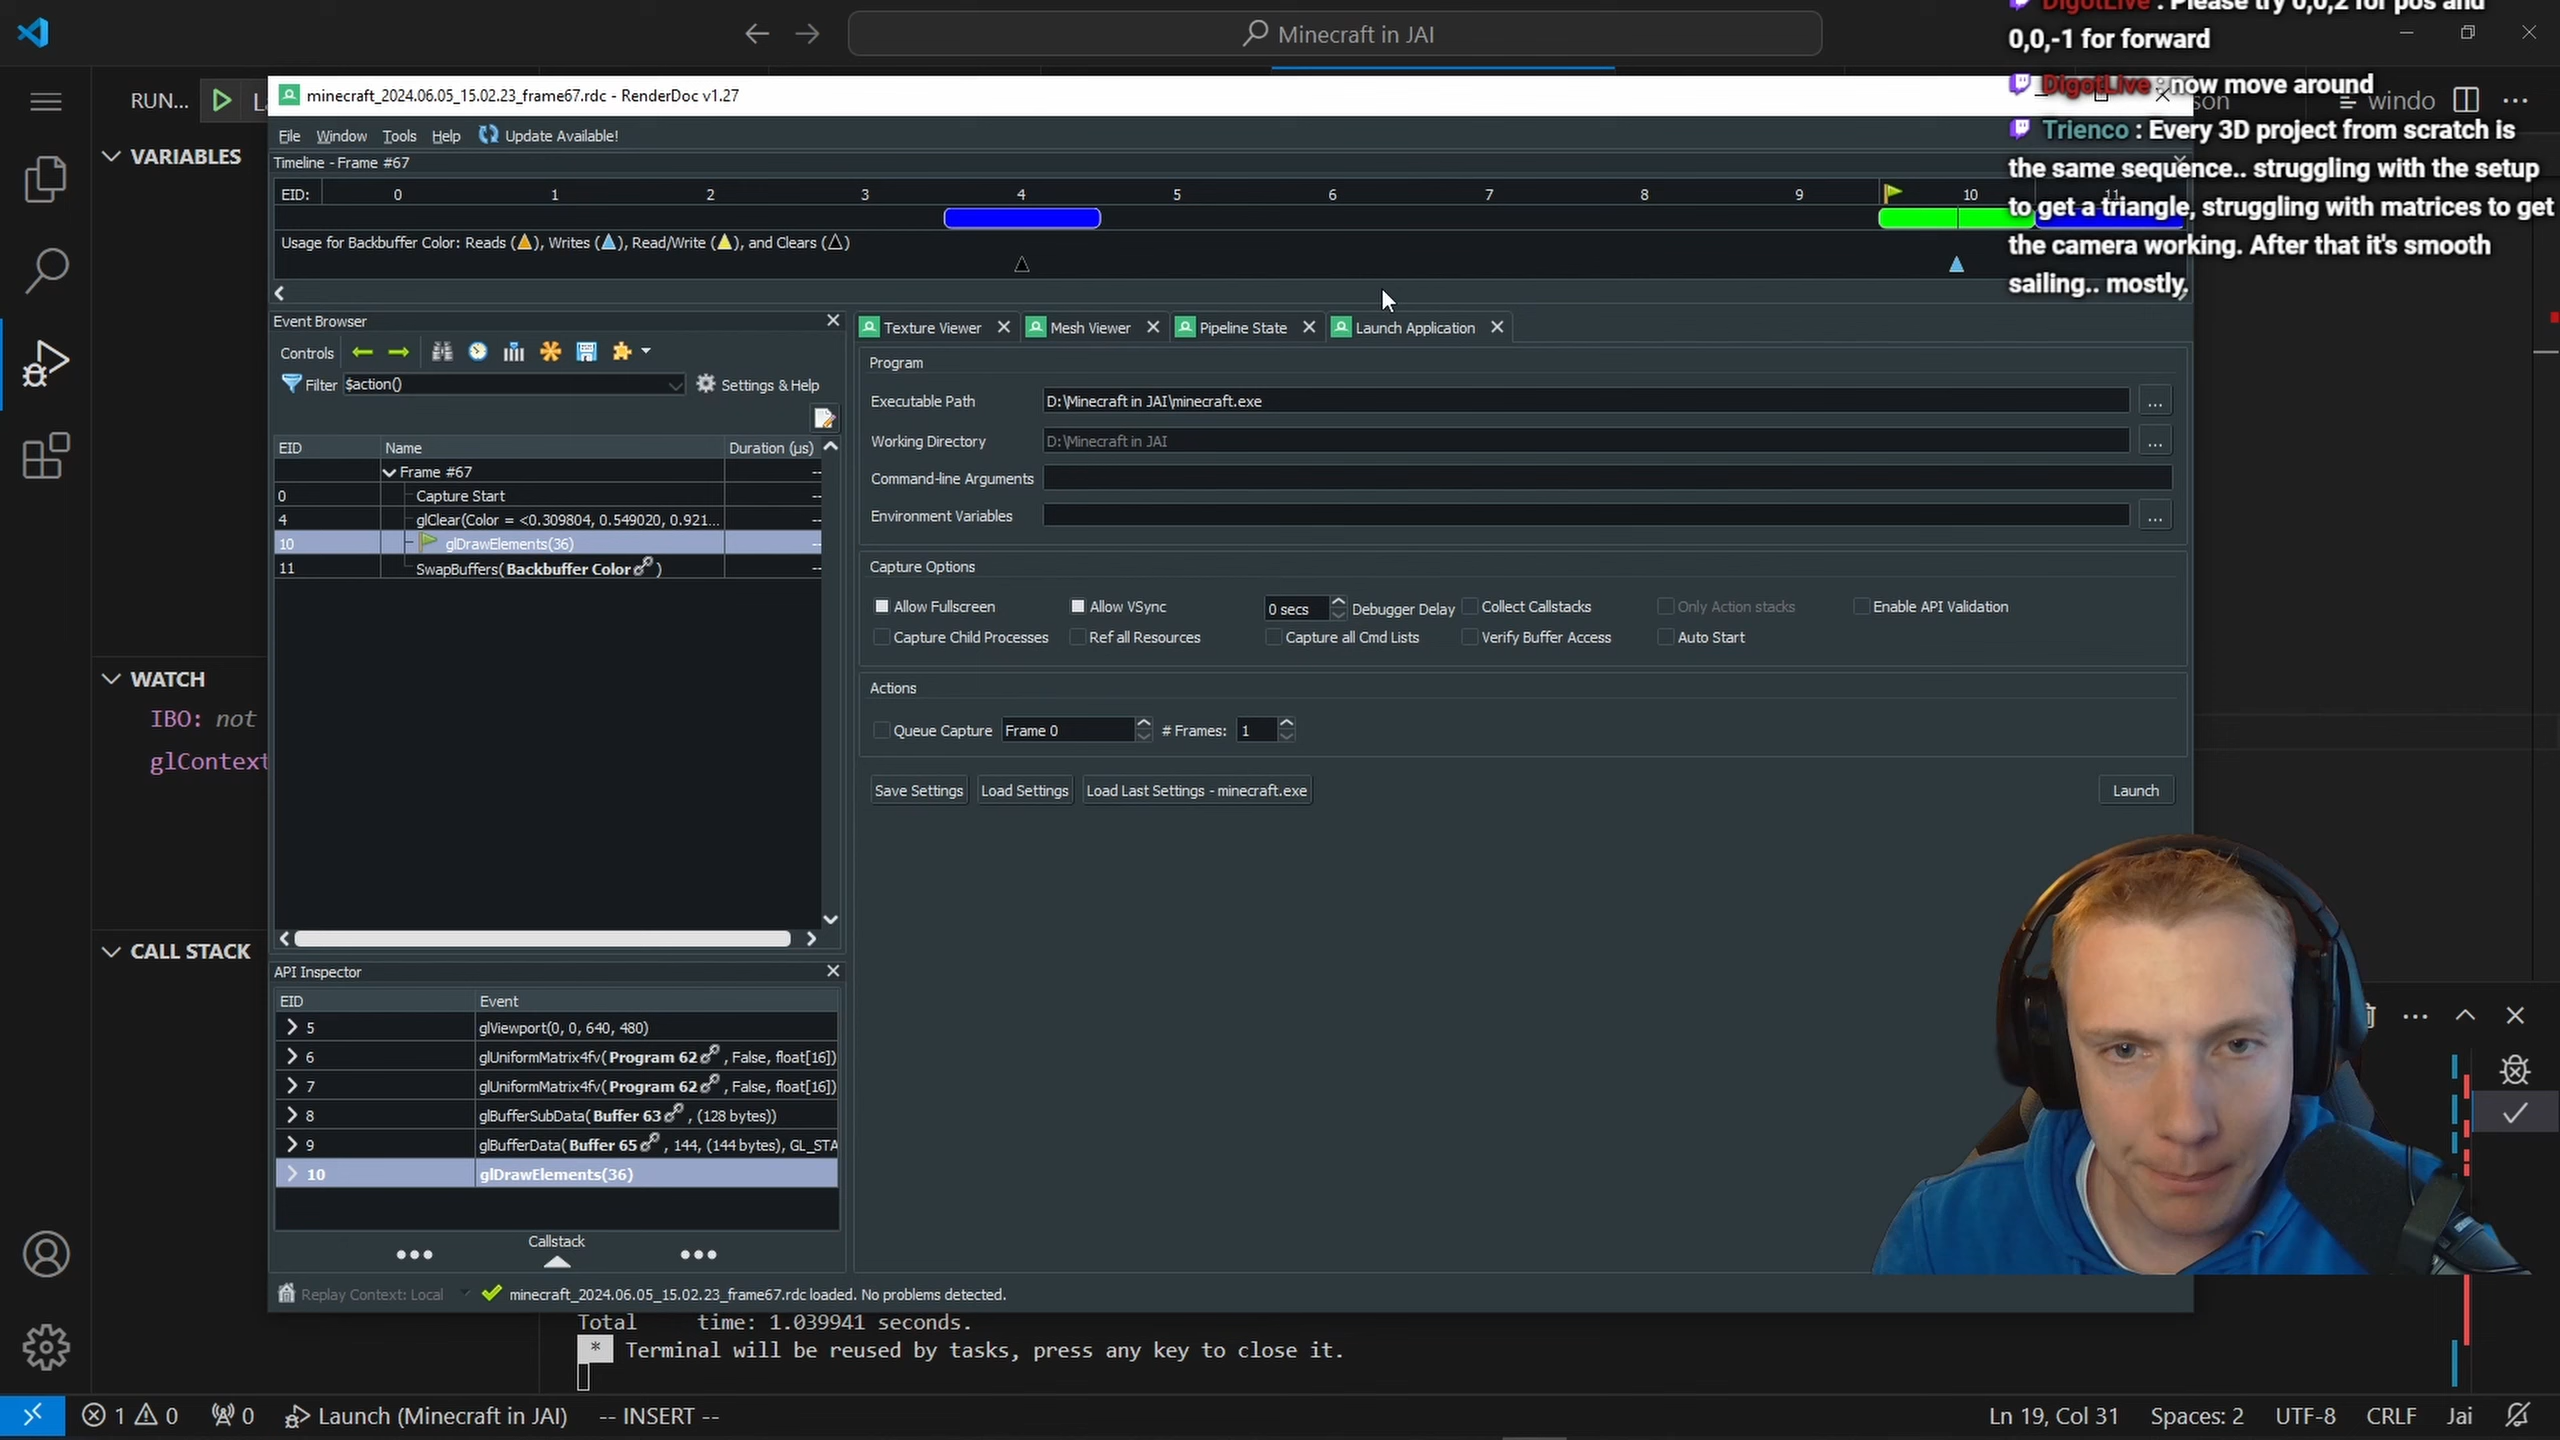 Minecraft in JAI
DigotLive : Please try 0,0,2 for pos and
0,0,-1 for forward
DigotLive : now move around
Trienco : Every 3D project from scratch is
the same sequence.. struggling with the setup
to get a triangle, struggling with matrices to get
the camera working. After that it's smooth
sailing.. mostly.
RUN...
windo
VARIABLES
minecraft_2024.06.05_15.02.23_frame67.rdc - RenderDoc v1.27
File Window Tools Help Update Available!
Timeline - Frame #67
EID: 0 1 2 3 4 5 6 7 8 9 10 11
Usage for Backbuffer Color: Reads ( ), Writes ( ), Read/Write ( ), and Clears ( )
Event Browser
Controls
Filter $action() Settings & Help
EID Name Duration (µs)
Frame #67 --
0 Capture Start --
4 glClear(Color = <0.309804, 0.549020, 0.921... --
10 glDrawElements(36) --
11 SwapBuffers(Backbuffer Color ) --
Texture Viewer Mesh Viewer Pipeline State Launch Application
Program
Executable Path D:\Minecraft in JAI\minecraft.exe ...
Working Directory D:\Minecraft in JAI ...
Command-line Arguments
Environment Variables ...
Capture Options
Allow Fullscreen Allow VSync 0 secs Debugger Delay Collect Callstacks Only Action stacks Enable API Validation
Capture Child Processes Ref all Resources Capture all Cmd Lists Verify Buffer Access Auto Start
Actions
Queue Capture Frame 0 # Frames: 1
Save Settings Load Settings Load Last Settings - minecraft.exe Launch
WATCH
IBO: not
glContext
CALL STACK
API Inspector
EID Event
5 glViewport(0, 0, 640, 480)
6 glUniformMatrix4fv(Program 62 , False, float[16])
7 glUniformMatrix4fv(Program 62 , False, float[16])
8 glBufferSubData(Buffer 63 , (128 bytes))
9 glBufferData(Buffer 65 , 144, (144 bytes), GL_STA
10 glDrawElements(36)
Callstack
Replay Context: Local minecraft_2024.06.05_15.02.23_frame67.rdc loaded. No problems detected.
Total time: 1.039941 seconds.
* Terminal will be reused by tasks, press any key to close it.
1 0 0 Launch (Minecraft in JAI) -- INSERT --
Ln 19, Col 31 Spaces: 2 UTF-8 CRLF Jai